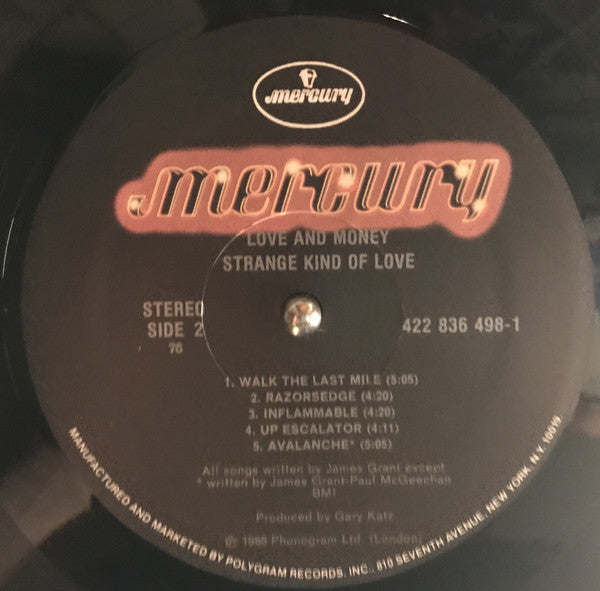 mercury
mercury
LOVE AND MONEY
STRANGE KIND OF LOVE
STEREO
SIDE 2
76
422 836 498-1
1. WALK THE LAST MILE (5:05)
2. RAZORSEDGE (4:20)
3. INFLAMMABLE (4:20)
4. UP ESCALATOR (4:11)
5. AVALANCHE* (5:05)
All songs written by James Grant except
* written by James Grant-Paul McGeechan
BMI
Produced by Gary Katz
Ⓟ 1988 Phonogram Ltd. (London)
MANUFACTURED AND MARKETED BY POLYGRAM RECORDS, INC., 810 SEVENTH AVENUE, NEW YORK, N.Y. 10019